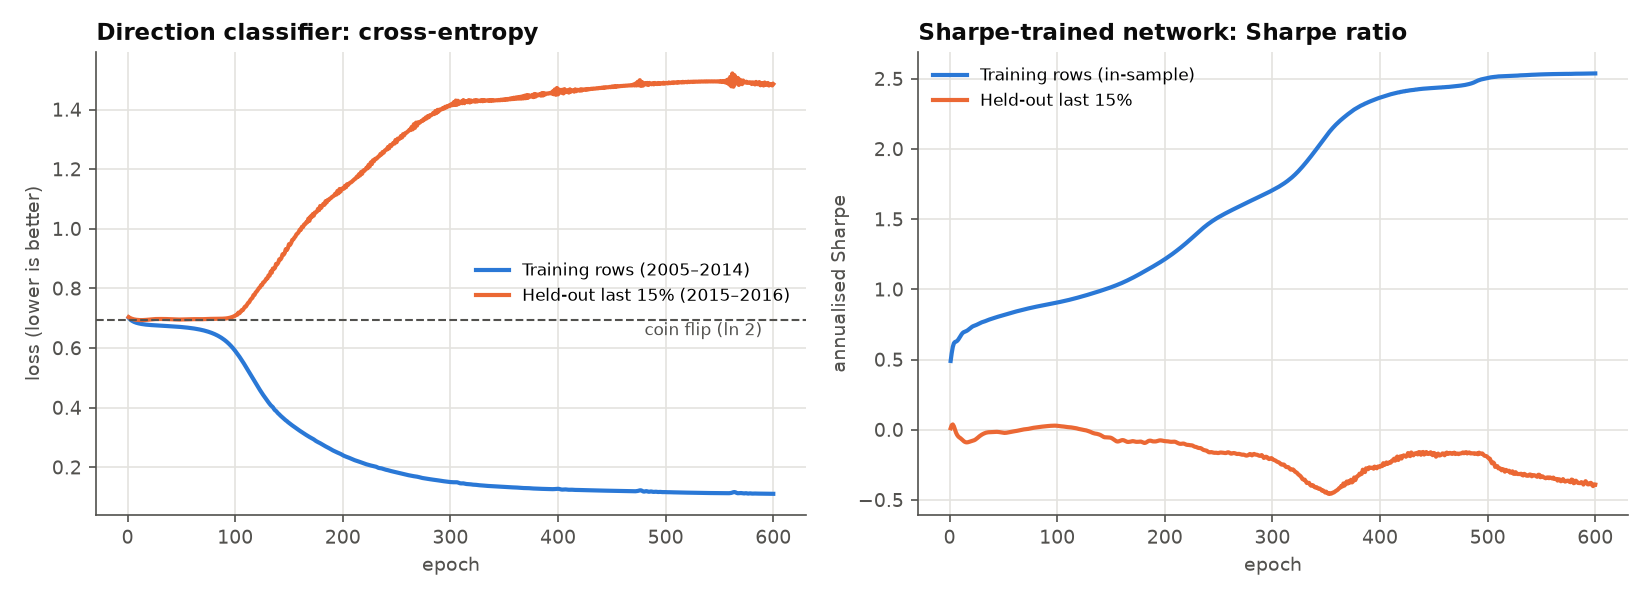 Direction classifier: cross-entropy
loss (lower is better)
1.4
1.2
1.0
0.8
0.6
0.4
0.2
Training rows (2005–2014)
Held-out last 15% (2015–2016)
coin flip (ln 2)
0
100
200
300
400
500
600
epoch
Sharpe-trained network: Sharpe ratio
annualised Sharpe
2.5
2.0
1.5
1.0
0.5
0.0
−0.5
Training rows (in-sample)
Held-out last 15%
0
100
200
300
400
500
600
epoch